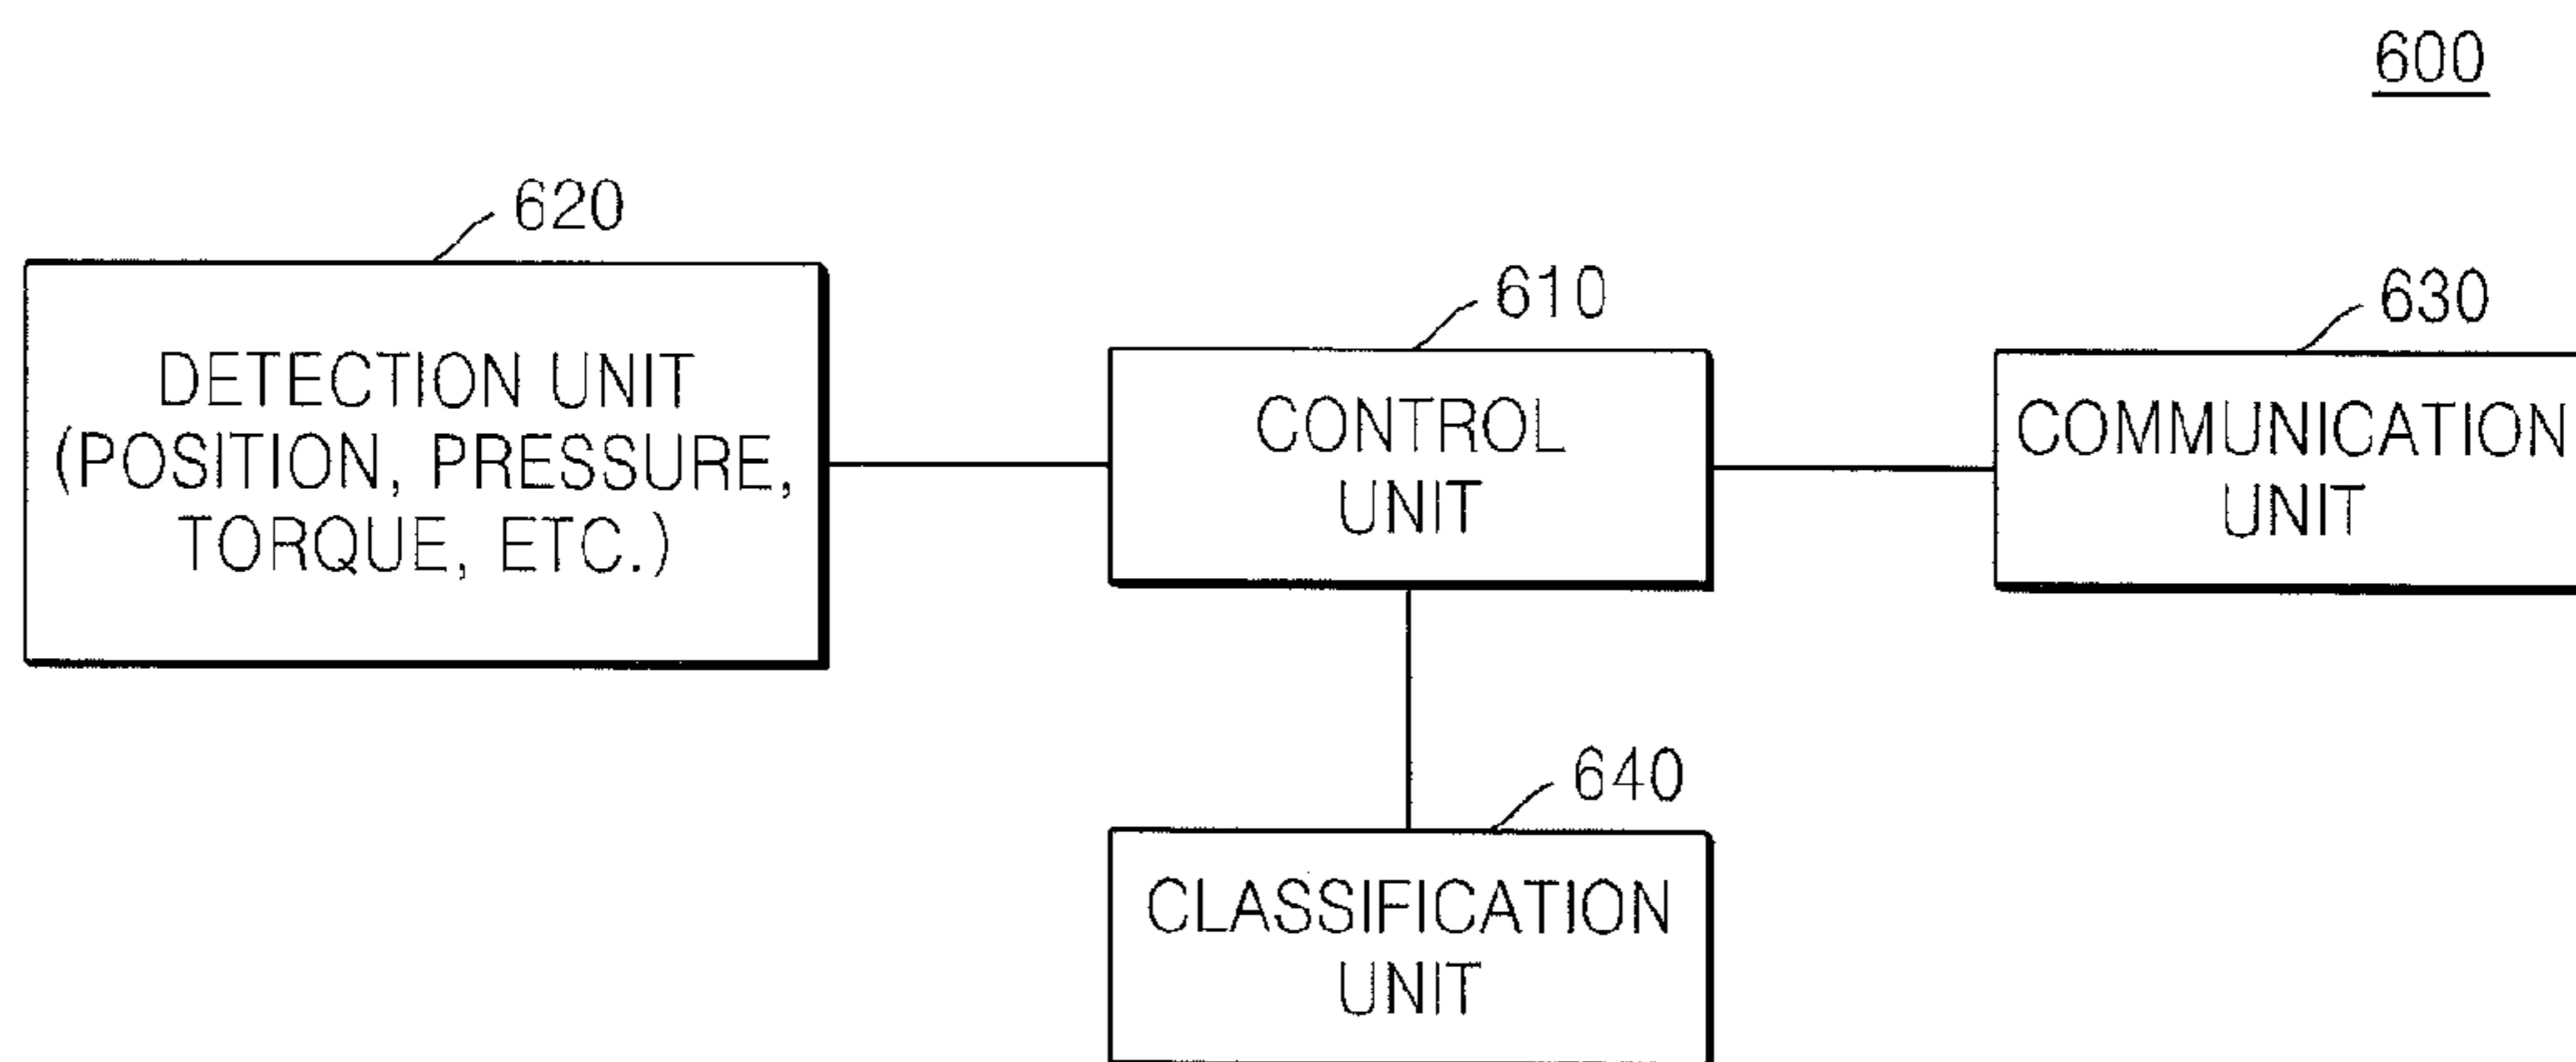 600
620
DETECTION UNIT
(POSITION, PRESSURE,
TORQUE, ETC.)
610
CONTROL
UNIT
630
COMMUNICATION
UNIT
640
CLASSIFICATION
UNIT